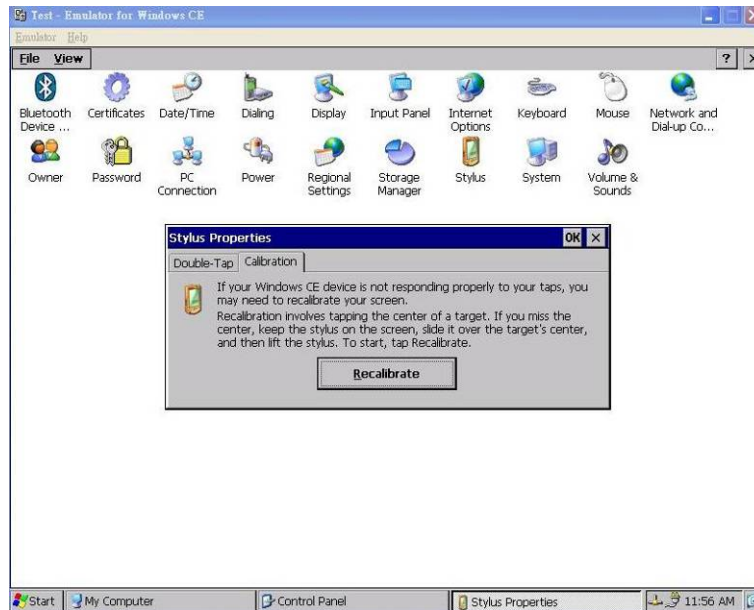 Test - Emulator for Windows CE
Emulator Help
File View ?
Bluetooth Device ...
Certificates
Date/Time
Dialing
Display
Input Panel
Internet Options
Keyboard
Mouse
Network and Dial-up Co...
Owner
Password
PC Connection
Power
Regional Settings
Storage Manager
Stylus
System
Volume & Sounds
Stylus Properties OK
Double-Tap Calibration
If your Windows CE device is not responding properly to your taps, you
may need to recalibrate your screen.
Recalibration involves tapping the center of a target. If you miss the
center, keep the stylus on the screen, slide it over the target's center,
and then lift the stylus. To start, tap Recalibrate.
Recalibrate
Start My Computer Control Panel Stylus Properties 11:56 AM